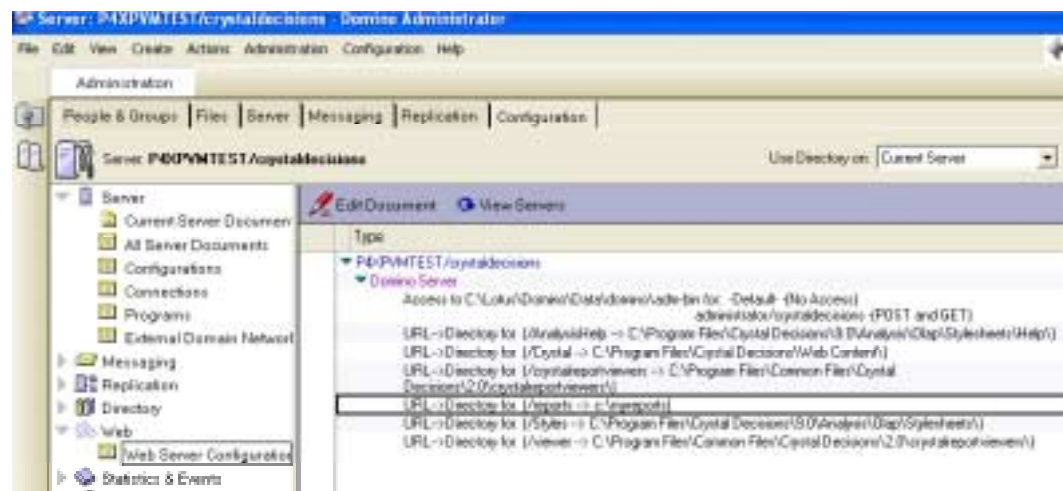 Server: P4XPVMTEST/crystaldecisions - Domino Administrator
File Edit View Create Actions Administration Configuration Help
Administration
People & Groups Files Server Messaging Replication Configuration
Server: P4XPVMTEST/crystaldecisions
Use Directory on: Current Server
Server
Current Server Documen
All Server Documents
Configurations
Connections
Programs
External Domain Network
Messaging
Replication
Directory
Web
Web Server Configuration
Statistics & Events
Edit Document View Servers
Type
P4XPVMTEST/crystaldecisions
Domino Server
Access to C:\Lotus\Domino\Data\domino\adm-bin for: -Default- (No Access)
administrator/crystaldecisions (POST and GET)
URL-->Directory for (/AnalysisHelp --> C:\Program Files\Crystal Decisions\9.0\Analysis\Olap\Stylesheets\Help\)
URL-->Directory for (/Crystal --> C:\Program Files\Crystal Decisions\Web Content\)
URL-->Directory for (/crystalreportviewers --> C:\Program Files\Common Files\Crystal
Decisions\2.0\crystalreportviewers\)
URL-->Directory for (/reports --> c:\myreports)
URL-->Directory for (/Styles --> C:\Program Files\Crystal Decisions\9.0\Analysis\Olap\Stylesheets\)
URL-->Directory for (/viewer --> C:\Program Files\Common Files\Crystal Decisions\2.0\crystalreportviewers\)